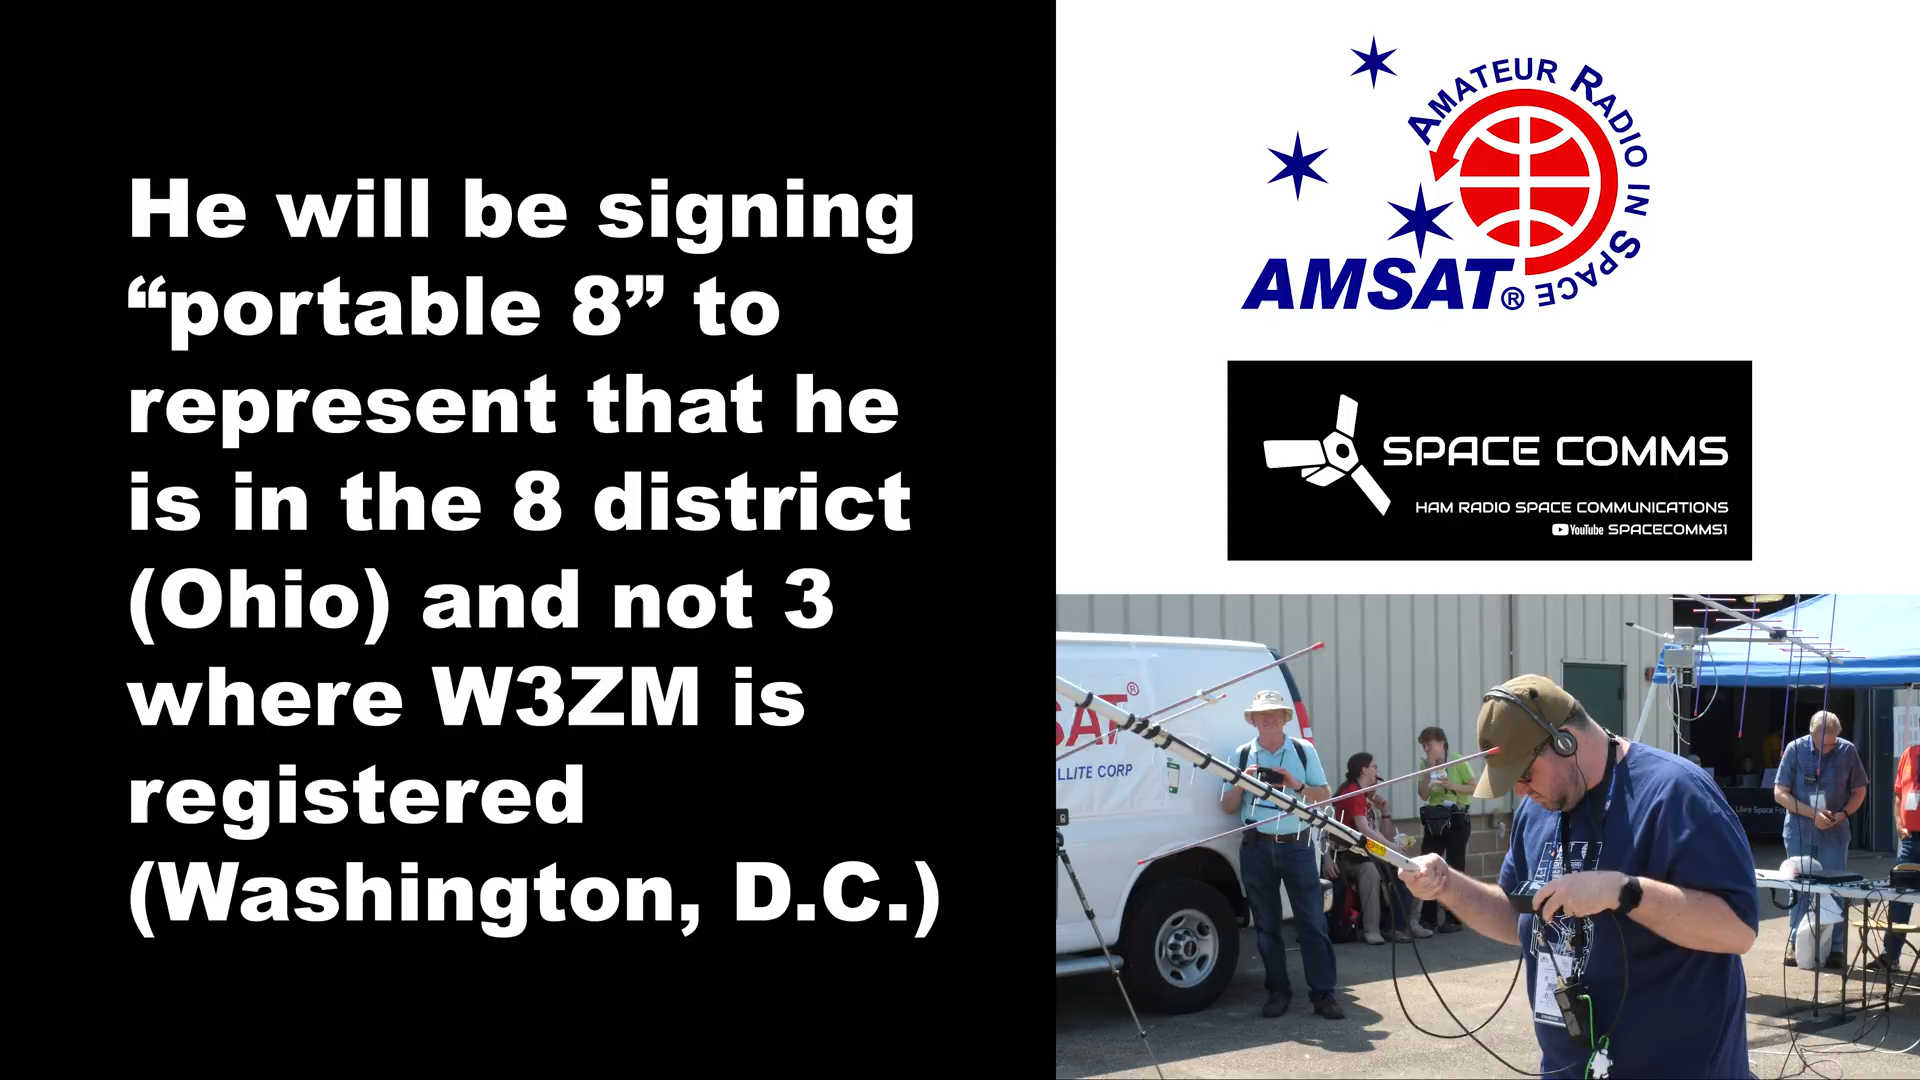 He will be signing
“portable 8” to
represent that he
is in the 8 district
(Ohio) and not 3
where W3ZM is
registered
(Washington, D.C.)
AMATEUR RADIO IN SPACE
AMSAT®
SPACE COMMS
HAM RADIO SPACE COMMUNICATIONS
YouTube SPACECOMMS1
SAT®
LLITE CORP
Libre Space